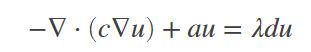 −∇ · (c∇u) + au = λdu